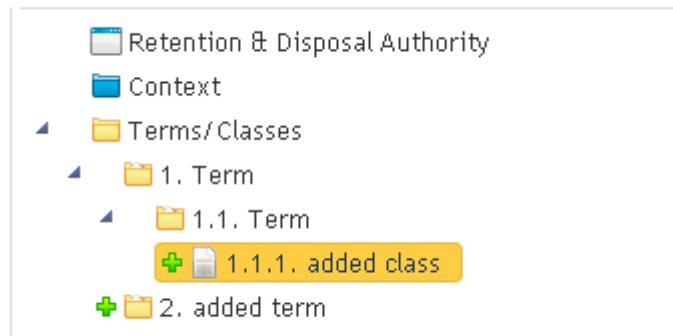 Retention & Disposal Authority
Context
Terms/Classes
1. Term
1.1. Term
1.1.1. added class
2. added term